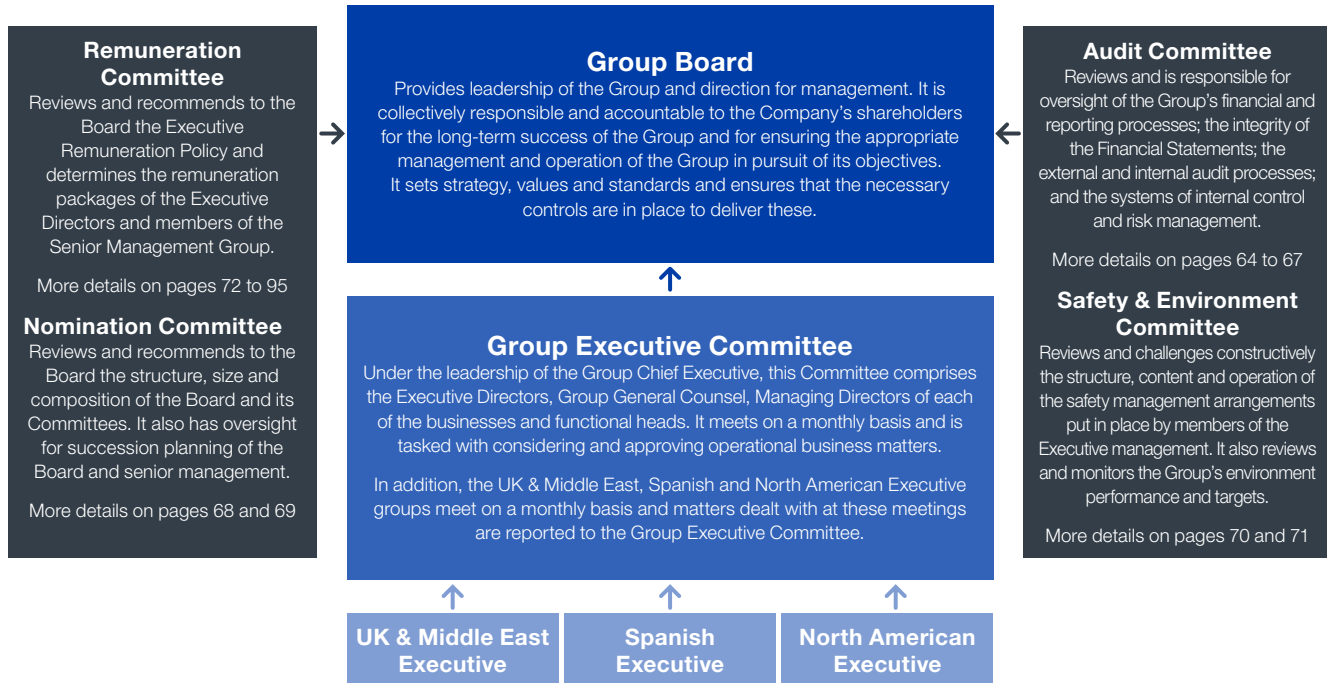 Remuneration
Committee
Reviews and recommends to the
Board the Executive
Remuneration Policy and
determines the remuneration
packages of the Executive
Directors and members of the
Senior Management Group.
More details on pages 72 to 95
Nomination Committee
Reviews and recommends to the
Board the structure, size and
composition of the Board and its
Committees. It also has oversight
for succession planning of the
Board and senior management.
More details on pages 68 and 69
Group Board
Provides leadership of the Group and direction for management. It is
collectively responsible and accountable to the Company’s shareholders
for the long-term success of the Group and for ensuring the appropriate
management and operation of the Group in pursuit of its objectives.
It sets strategy, values and standards and ensures that the necessary
controls are in place to deliver these.
Group Executive Committee
Under the leadership of the Group Chief Executive, this Committee comprises
the Executive Directors, Group General Counsel, Managing Directors of each
of the businesses and functional heads. It meets on a monthly basis and is
tasked with considering and approving operational business matters.
In addition, the UK & Middle East, Spanish and North American Executive
groups meet on a monthly basis and matters dealt with at these meetings
are reported to the Group Executive Committee.
UK & Middle East
Executive
Spanish
Executive
North American
Executive
Audit Committee
Reviews and is responsible for
oversight of the Group’s financial and
reporting processes; the integrity of
the Financial Statements; the
external and internal audit processes;
and the systems of internal control
and risk management.
More details on pages 64 to 67
Safety & Environment
Committee
Reviews and challenges constructively
the structure, content and operation of
the safety management arrangements
put in place by members of the
Executive management. It also reviews
and monitors the Group’s environment
performance and targets.
More details on pages 70 and 71